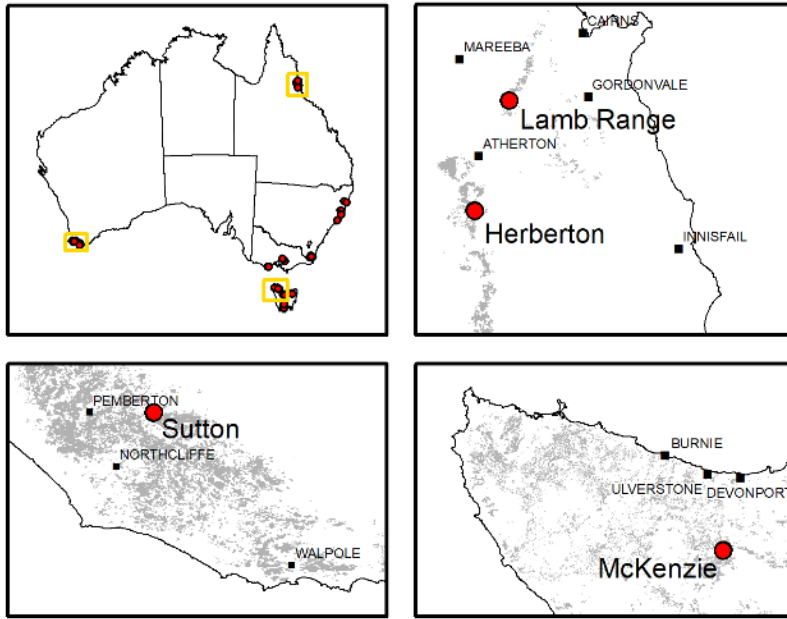 CAIRNS
MAREEBA
GORDONVALE
Lamb Range
ATHERTON
Herberton
INNISFAIL
PEMBERTON
Sutton
NORTHCLIFFE
WALPOLE
BURNIE
ULVERSTONE
DEVONPORT
McKenzie